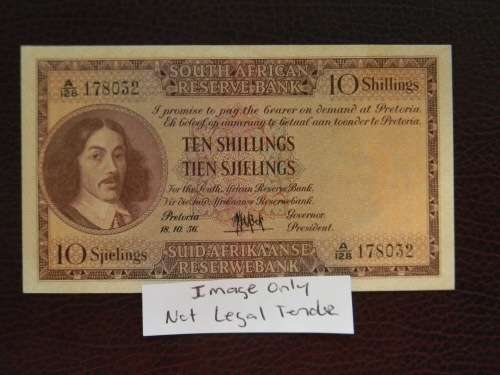 SOUTH AFRICAN
RESERVE BANK
A/128 178032
10 Shillings
I promise to pay the bearer on demand at Pretoria.
Ek beloof op aanvraag te betaal aan toonder te Pretoria.
TEN SHILLINGS
TIEN SJIELINGS
For the South African Reserve Bank.
Vir die Suid-Afrikaanse Reserwebank.
Pretoria
Governor
18.10.56.
President.
10 Sjielings
SUID-AFRIKAANSE
RESERWEBANK
A/128 178032
Image Only
Not Legal Tender